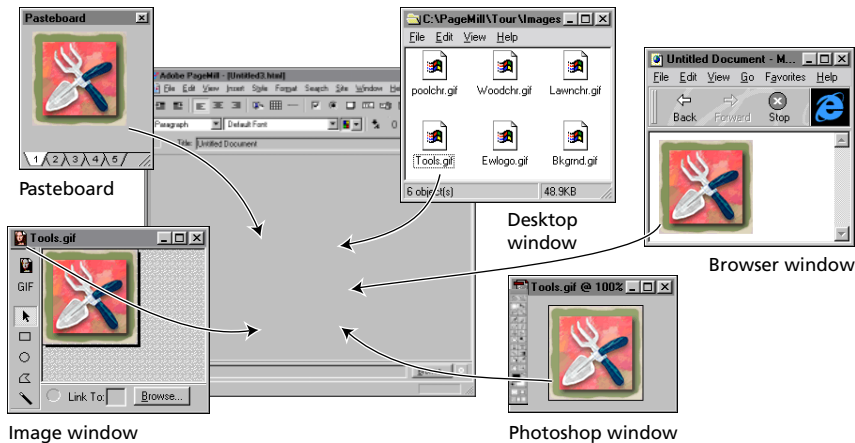 Pasteboard
1 2 3 4 5
Pasteboard
Adobe PageMill - [Untitled3.html]
File Edit View Insert Style Format Search Site Window
Paragraph
Default Font
Title: Untitled Document
C:\PageMill\Tour\Images
File Edit View Help
poolchr.gif Woodchr.gif Lawnchr.gif
Tools.gif Ewlogo.gif Bkgrnd.gif
6 object(s) 48.9KB
Desktop
window
Untitled Document - M...
File Edit View Go Favorites Help
Back Forward Stop
Browser window
Tools.gif
GIF
Link To: Browse...
Image window
Tools.gif @ 100%
Photoshop window